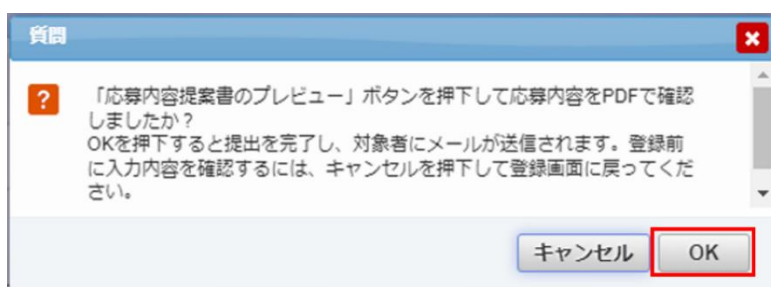 質問
?
「応募内容提案書のプレビュー」ボタンを押下して応募内容をPDFで確認
しましたか？
OKを押下すると提出を完了し、対象者にメールが送信されます。登録前
に入力内容を確認するには、キャンセルを押下して登録画面に戻ってくだ
さい。
キャンセル
OK